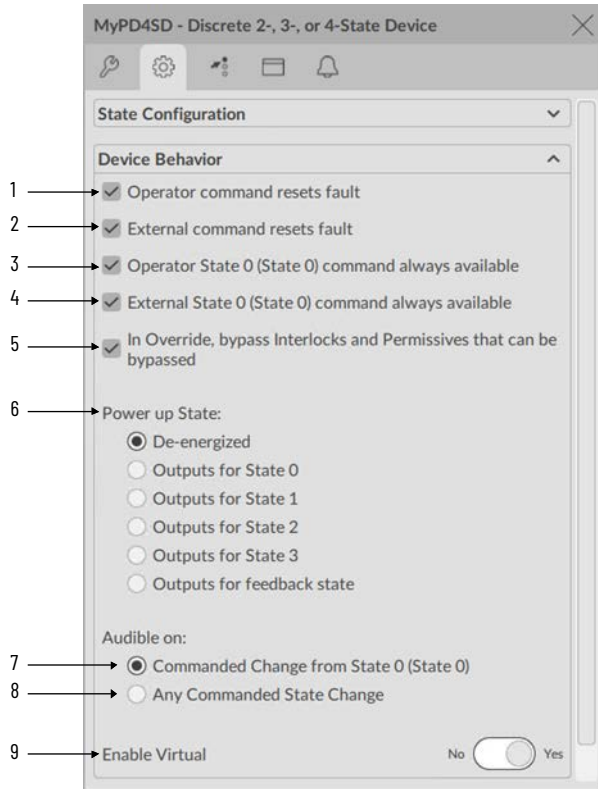 MyPD4SD - Discrete 2-, 3-, or 4-State Device
State Configuration
Device Behavior
1
Operator command resets fault
2
External command resets fault
3
Operator State 0 (State 0) command always available
4
External State 0 (State 0) command always available
5
In Override, bypass Interlocks and Permissives that can be
bypassed
6
Power up State:
De-energized
Outputs for State 0
Outputs for State 1
Outputs for State 2
Outputs for State 3
Outputs for feedback state
Audible on:
7
Commanded Change from State 0 (State 0)
8
Any Commanded State Change
9
Enable Virtual
No
Yes